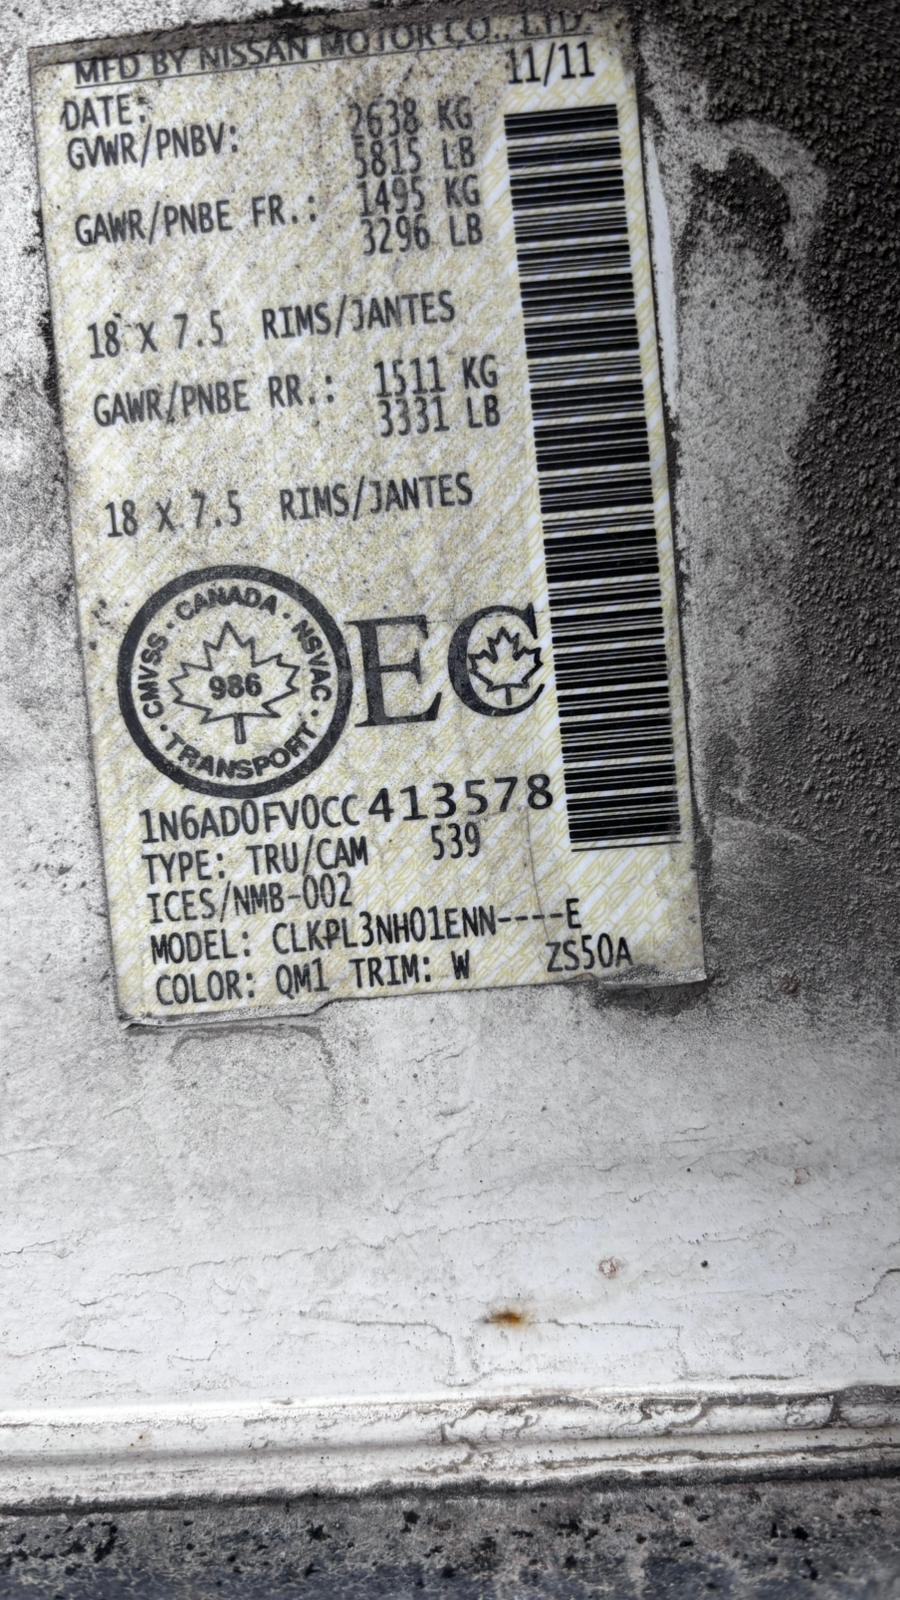 MFD BY NISSAN MOTOR CO., LTD.
DATE: 11/11
GVWR/PNBV: 2638 KG
5815 LB
GAWR/PNBE FR.: 1495 KG
3296 LB
18 X 7.5 RIMS/JANTES
GAWR/PNBE RR.: 1511 KG
3331 LB
18 X 7.5 RIMS/JANTES
CMVSS · CANADA · NSVAC · TRANSPORT ·
986
EC
1N6AD0FV0CC413578
TYPE: TRU/CAM 539
ICES/NMB-002
MODEL: CLKPL3NH01ENN----E
COLOR: QM1 TRIM: W ZS50A